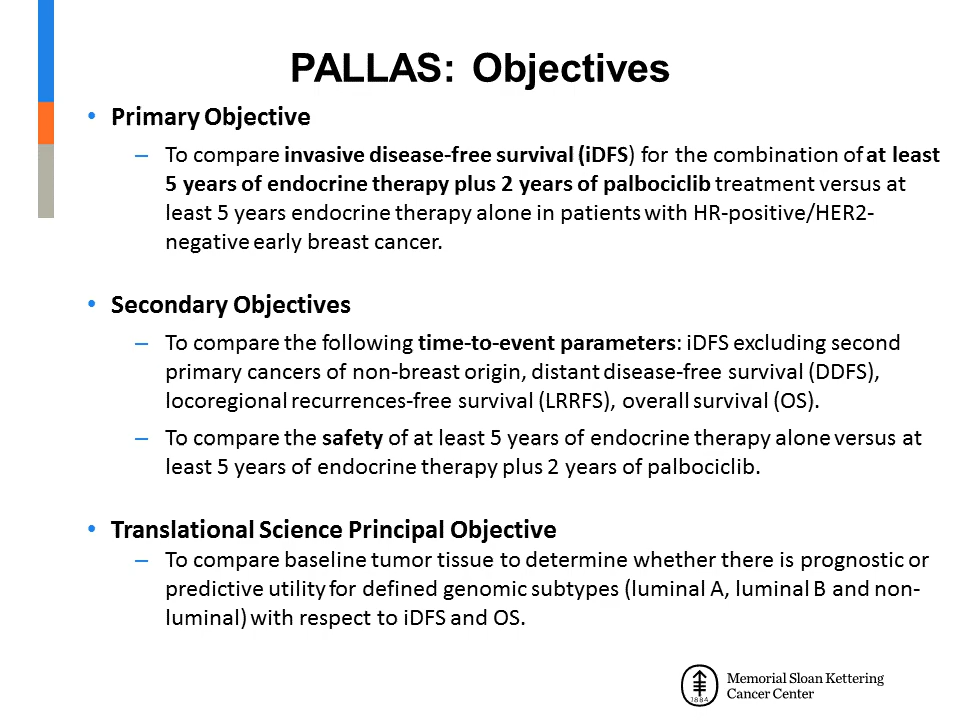 PALLAS: Objectives
• Primary Objective
– To compare invasive disease-free survival (iDFS) for the combination of at least
5 years of endocrine therapy plus 2 years of palbociclib treatment versus at
least 5 years endocrine therapy alone in patients with HR-positive/HER2-
negative early breast cancer.
• Secondary Objectives
– To compare the following time-to-event parameters: iDFS excluding second
primary cancers of non-breast origin, distant disease-free survival (DDFS),
locoregional recurrences-free survival (LRRFS), overall survival (OS).
– To compare the safety of at least 5 years of endocrine therapy alone versus at
least 5 years of endocrine therapy plus 2 years of palbociclib.
• Translational Science Principal Objective
– To compare baseline tumor tissue to determine whether there is prognostic or
predictive utility for defined genomic subtypes (luminal A, luminal B and non-
luminal) with respect to iDFS and OS.
1884
Memorial Sloan Kettering
Cancer Center